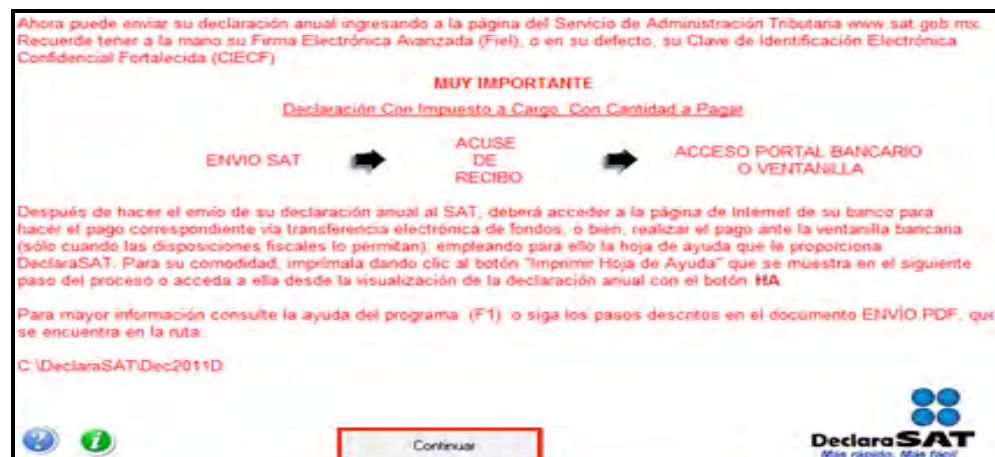 Ahora puede enviar su declaración anual ingresando a la página del Servicio de Administración Tributaria www.sat.gob.mx.
Recuerde tener a la mano su Firma Electrónica Avanzada (Fiel), o en su defecto, su Clave de Identificación Electrónica
Confidencial Fortalecida (CIECF)
MUY IMPORTANTE
Declaración Con Impuesto a Cargo. Con Cantidad a Pagar
ENVIO SAT
ACUSE
DE
RECIBO
ACCESO PORTAL BANCARIO
O VENTANILLA
Después de hacer el envío de su declaración anual al SAT, deberá acceder a la página de Internet de su banco para
hacer el pago correspondiente vía transferencia electrónica de fondos, o bien, realizar el pago ante la ventanilla bancaria
(sólo cuando las disposiciones fiscales lo permitan); empleando para ello la hoja de ayuda que le proporciona
DeclaraSAT. Para su comodidad, imprímala dando clic al botón "Imprimir Hoja de Ayuda" que se muestra en el siguiente
paso del proceso o acceda a ella desde la visualización de la declaración anual con el botón HA
Para mayor información consulte la ayuda del programa (F1) o siga los pasos descritos en el documento ENVÍO.PDF, que
se encuentra en la ruta:
C:\DeclaraSAT\Dec2011D
Continuar
DeclaraSAT
Más rápido. Más fácil